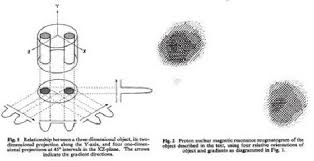 Y
X
Z
Fig. 1 Relationship between a three-dimensional object, its two-
dimensional projection along the Y-axis, and four one-dimen-
sional projections at 45° intervals in the XZ-plane. The arrows
indicate the gradient directions.
Fig. 2 Proton nuclear magnetic resonance zeugmatogram of the
object described in the text, using four relative orientations of
object and gradients as diagrammed in Fig. 1.